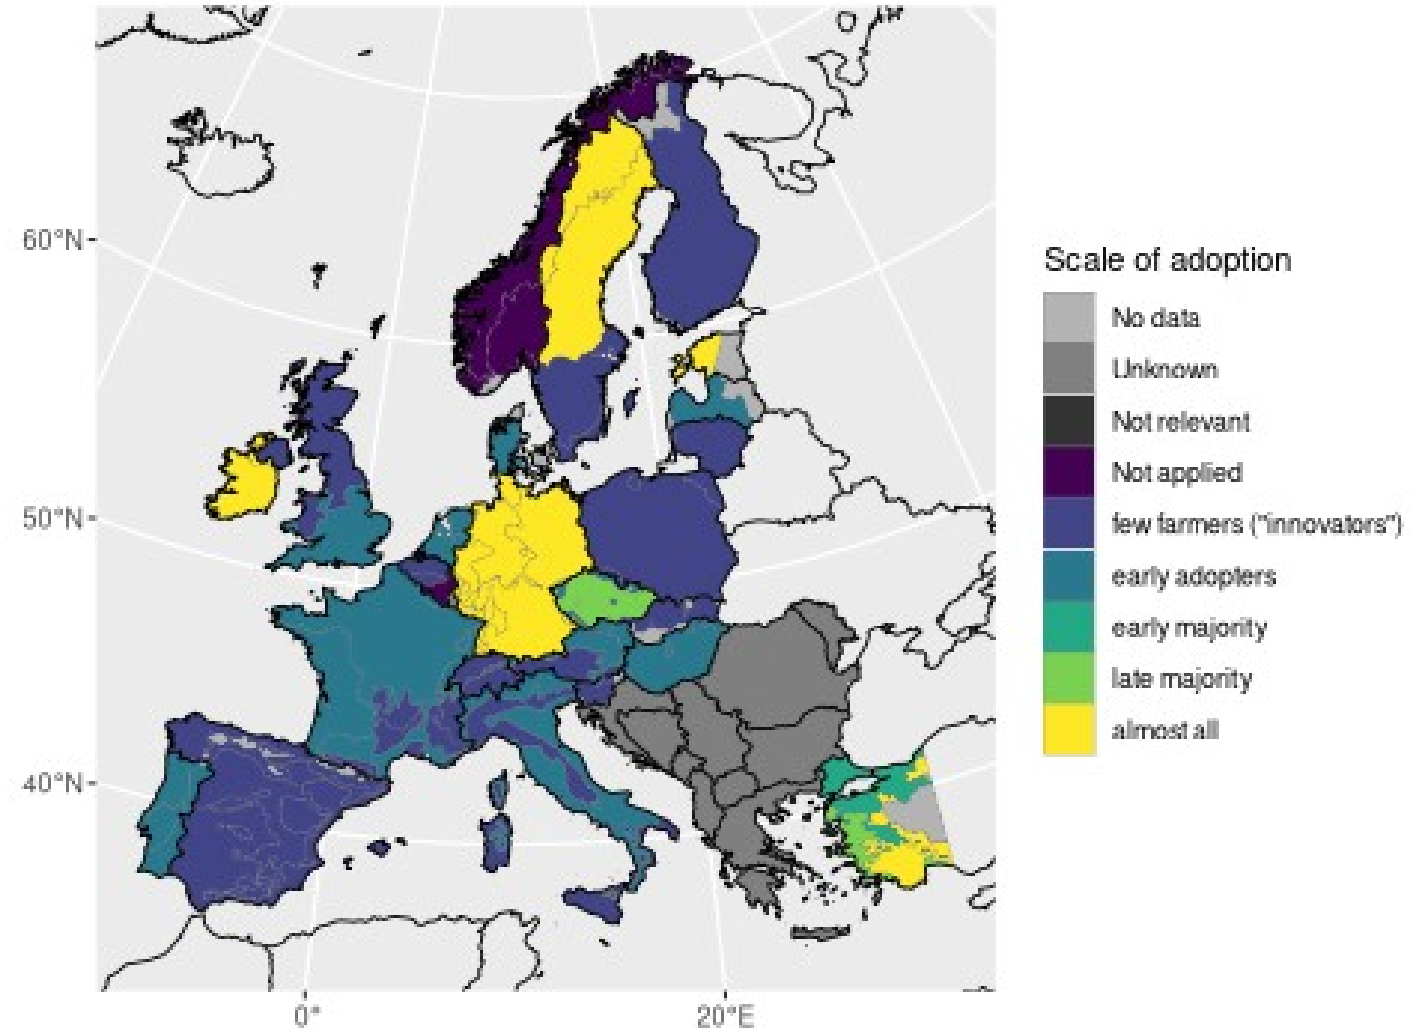 60°N
50°N
40°N
0°
20°E
Scale of adoption
No data
Unknown
Not relevant
Not applied
few farmers ("innovators")
early adopters
early majority
late majority
almost all